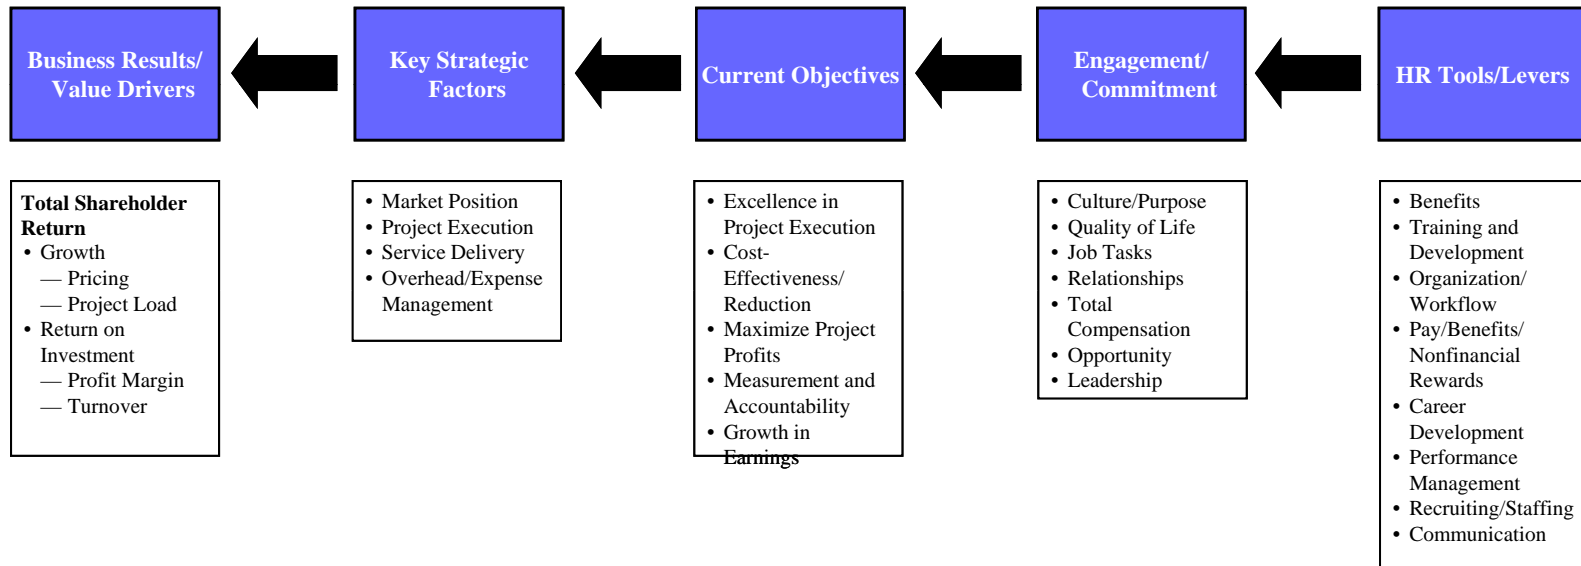 Business Results/
Value Drivers
Key Strategic
Factors
Current Objectives
Engagement/
Commitment
HR Tools/Levers
Total Shareholder
Return
• Growth
— Pricing
— Project Load
• Return on
Investment
— Profit Margin
— Turnover
• Market Position
• Project Execution
• Service Delivery
• Overhead/Expense
Management
• Excellence in
Project Execution
• Cost-
Effectiveness/
Reduction
• Maximize Project
Profits
• Measurement and
Accountability
• Growth in
Earnings
• Culture/Purpose
• Quality of Life
• Job Tasks
• Relationships
• Total
Compensation
• Opportunity
• Leadership
• Benefits
• Training and
Development
• Organization/
Workflow
• Pay/Benefits/
Nonfinancial
Rewards
• Career
Development
• Performance
Management
• Recruiting/Staffing
• Communication